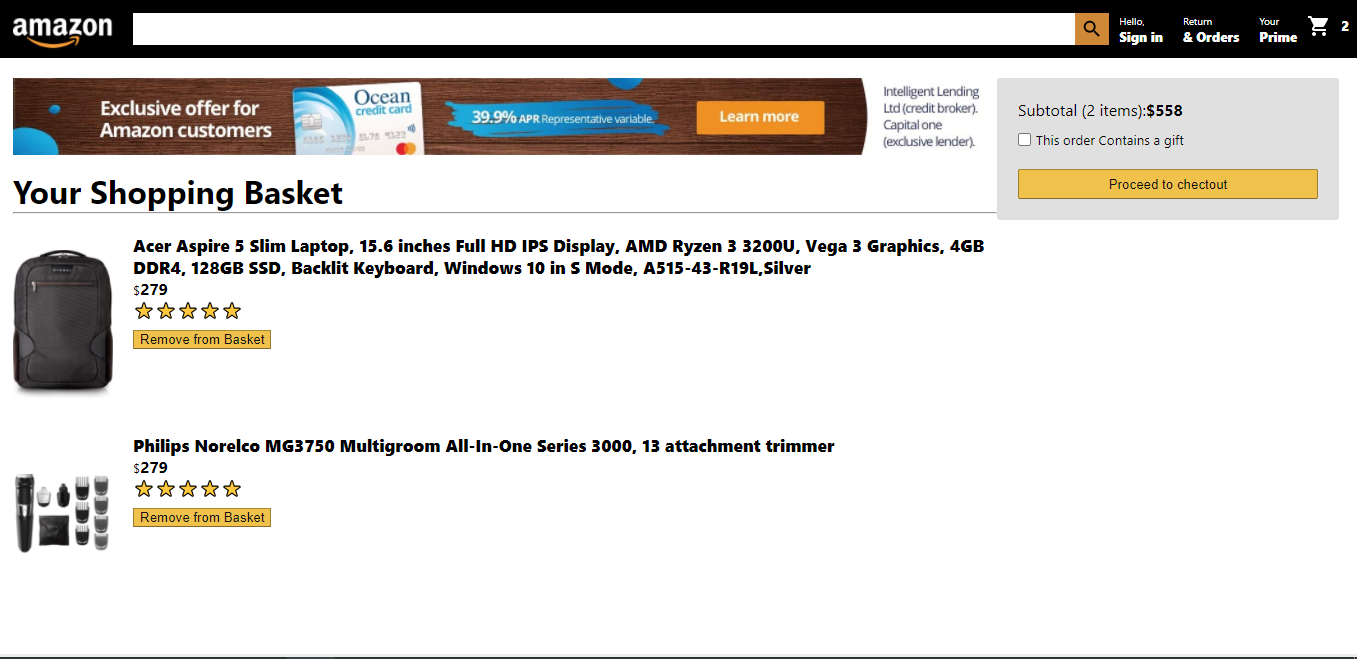 amazon
Hello,
Sign in
Return
& Orders
Your
Prime
2
Exclusive offer for
Amazon customers
Ocean
credit card
39.9% APR Representative variable.
Learn more
Intelligent Lending
Ltd (credit broker).
Capital one
(exclusive lender).
Subtotal (2 items):$558
This order Contains a gift
Proceed to chectout
Your Shopping Basket
Acer Aspire 5 Slim Laptop, 15.6 inches Full HD IPS Display, AMD Ryzen 3 3200U, Vega 3 Graphics, 4GB
DDR4, 128GB SSD, Backlit Keyboard, Windows 10 in S Mode, A515-43-R19L,Silver
$279
Remove from Basket
Philips Norelco MG3750 Multigroom All-In-One Series 3000, 13 attachment trimmer
$279
Remove from Basket